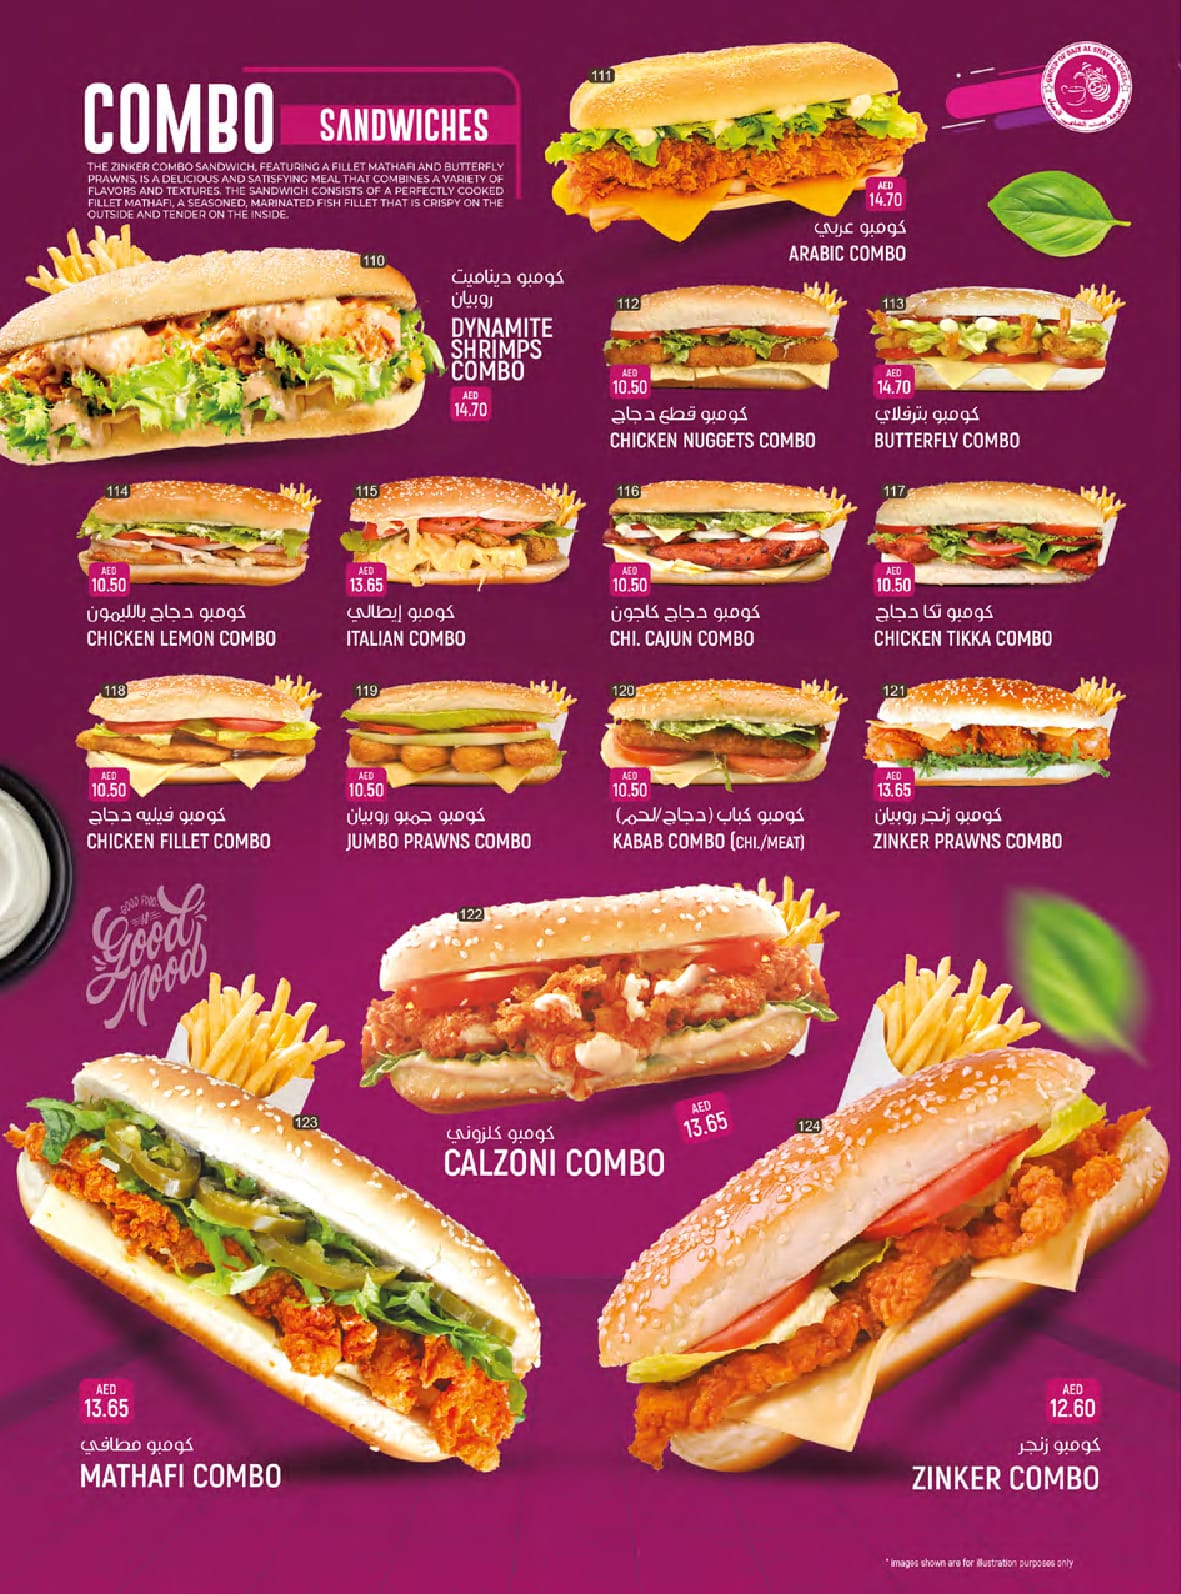 COMBO
SANDWICHES
THE ZINKER COMBO SANDWICH, FEATURING A FILLET MATHAFI AND BUTTERFLY
PRAWNS, IS A DELICIOUS AND SATISFYING MEAL THAT COMBINES A VARIETY OF
FLAVORS AND TEXTURES. THE SANDWICH CONSISTS OF A PERFECTLY COOKED
FILLET MATHAFI, A SEASONED, MARINATED FISH FILLET THAT IS CRISPY ON THE
OUTSIDE AND TENDER ON THE INSIDE.
111
AED
14.70
كومبو عربي
ARABIC COMBO
110
كومبو ديناميت
روبيان
DYNAMITE
SHRIMPS
COMBO
AED
14.70
112
AED
10.50
كومبو قطع دجاج
CHICKEN NUGGETS COMBO
113
AED
14.70
كومبو بترفلاي
BUTTERFLY COMBO
114
AED
10.50
كومبو دجاج بالليمون
CHICKEN LEMON COMBO
115
AED
13.65
كومبو إيطالي
ITALIAN COMBO
116
AED
10.50
كومبو دجاج كاجون
CHI. CAJUN COMBO
117
AED
10.50
كومبو تكا دجاج
CHICKEN TIKKA COMBO
118
AED
10.50
كومبو فيليه دجاج
CHICKEN FILLET COMBO
119
AED
10.50
كومبو جمبو روبيان
JUMBO PRAWNS COMBO
120
AED
10.50
كومبو كباب (دجاج/لحم)
KABAB COMBO (CHI./MEAT)
121
AED
13.65
كومبو زنجر روبيان
ZINKER PRAWNS COMBO
GOOD FOOD
Good
Mood
122
AED
13.65
كومبو كلزوني
CALZONI COMBO
123
AED
13.65
كومبو مطافي
MATHAFI COMBO
124
AED
12.60
كومبو زنجر
ZINKER COMBO
* images shown are for illustration purposes only